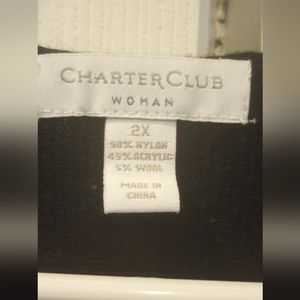 CHARTER CLUB
WOMAN
2X
50% NYLON
45% ACRYLIC
5% WOOL
MADE IN
CHINA